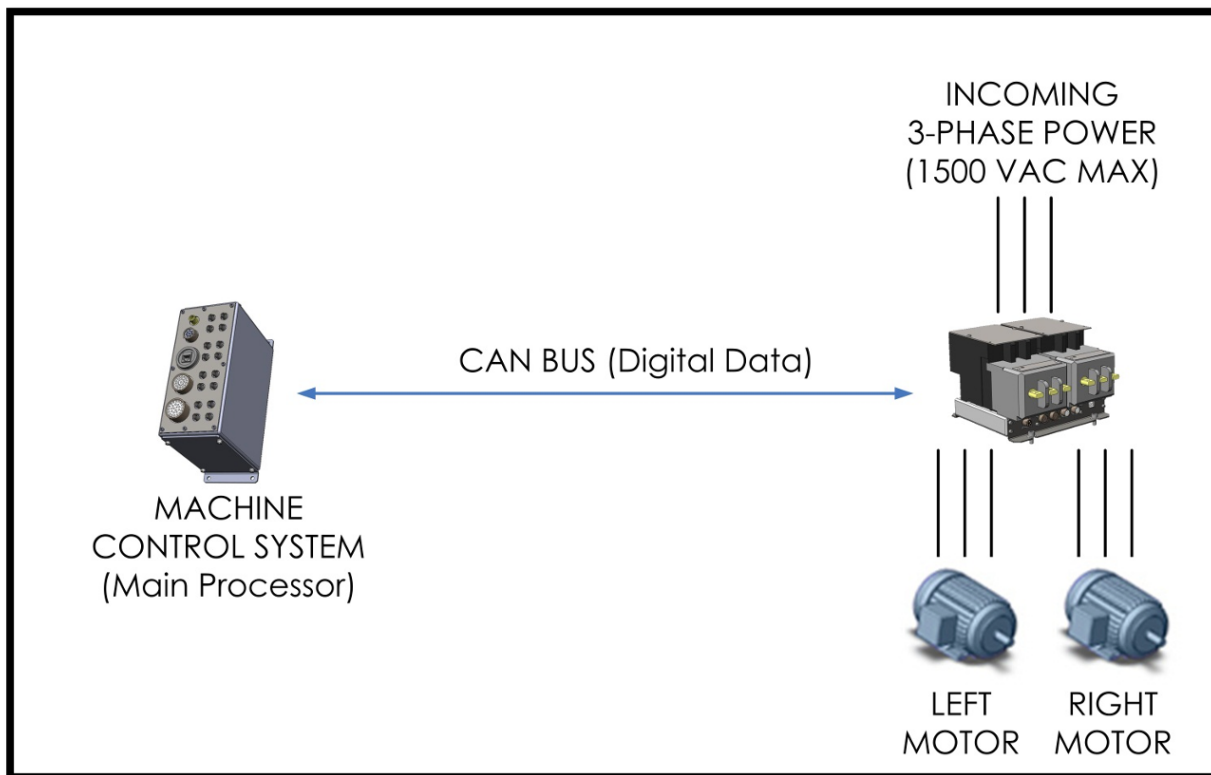 INCOMING
3-PHASE POWER
(1500 VAC MAX)
CAN BUS (Digital Data)
MACHINE
CONTROL SYSTEM
(Main Processor)
LEFT
MOTOR
RIGHT
MOTOR